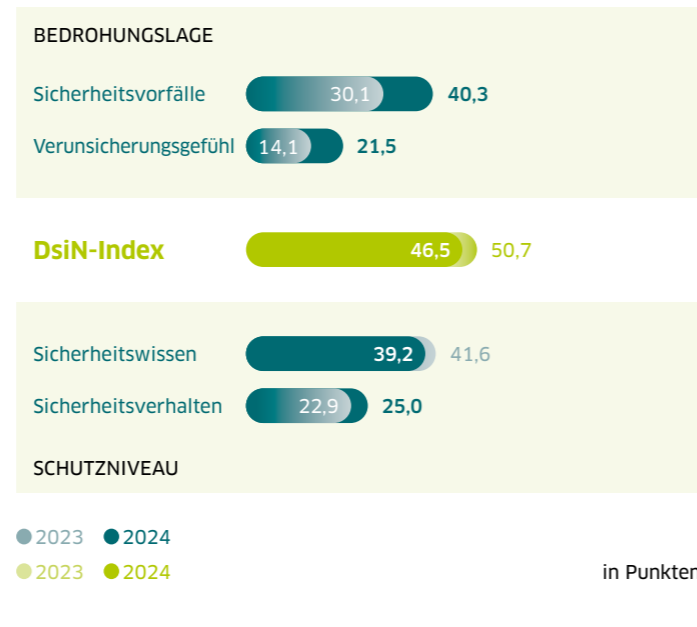 BEDROHUNGSLAGE
Sicherheitsvorfälle 30,1 40,3
Verunsicherungsgefühl 14,1 21,5
DsiN-Index 46,5 50,7
Sicherheitswissen 39,2 41,6
Sicherheitsverhalten 22,9 25,0
SCHUTZNIVEAU
2023 2024
2023 2024 in Punkten